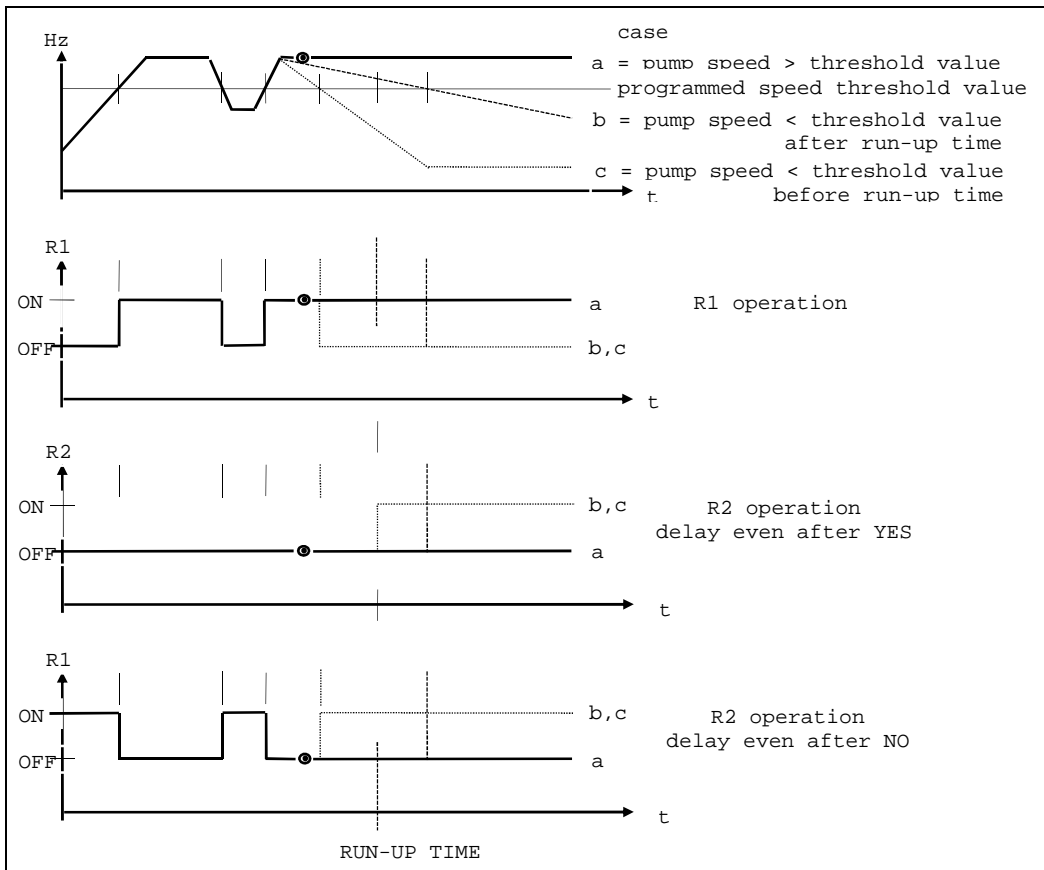 case
Hz
a = pump speed > threshold value
programmed speed threshold value
b = pump speed < threshold value
after run-up time
c = pump speed < threshold value
t before run-up time
R1
ON
a R1 operation
OFF
b,c
t
R2
ON
b,c R2 operation
delay even after YES
OFF
a
t
R1
ON
b,c R2 operation
delay even after NO
OFF
a
t
RUN-UP TIME